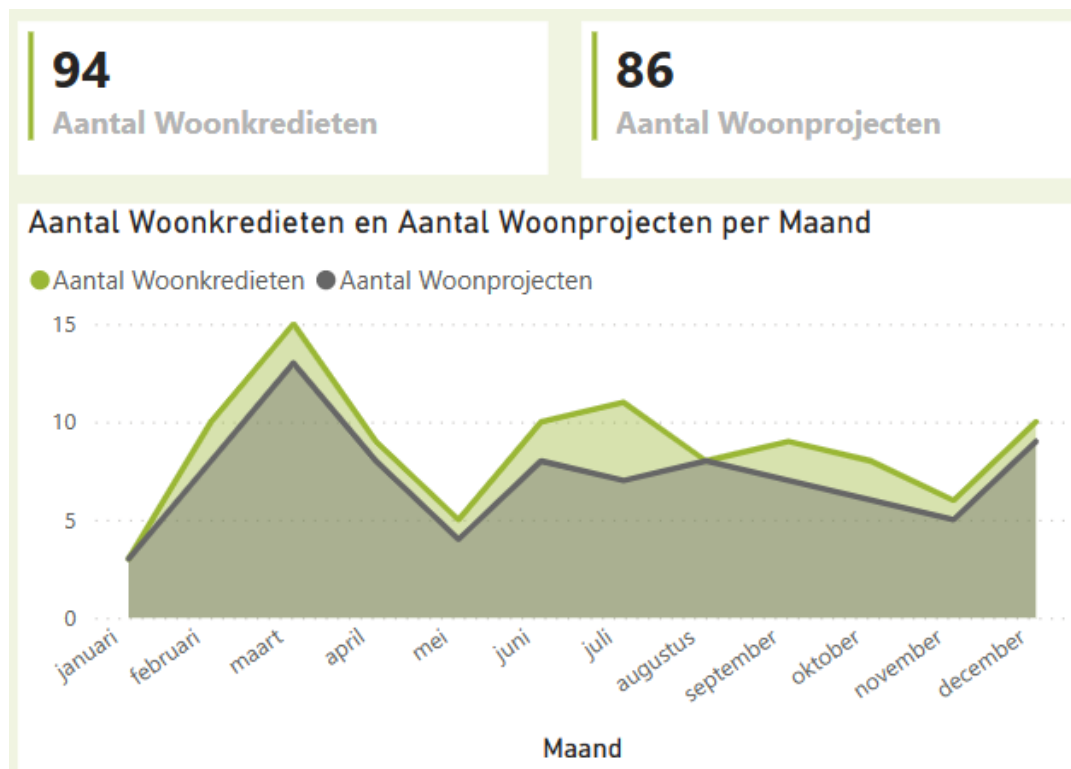 94
Aantal Woonkredieten
86
Aantal Woonprojecten
Aantal Woonkredieten en Aantal Woonprojecten per Maand
Aantal Woonkredieten Aantal Woonprojecten
15
10
5
0
januari februari maart april mei juni juli augustus september oktober november december
Maand